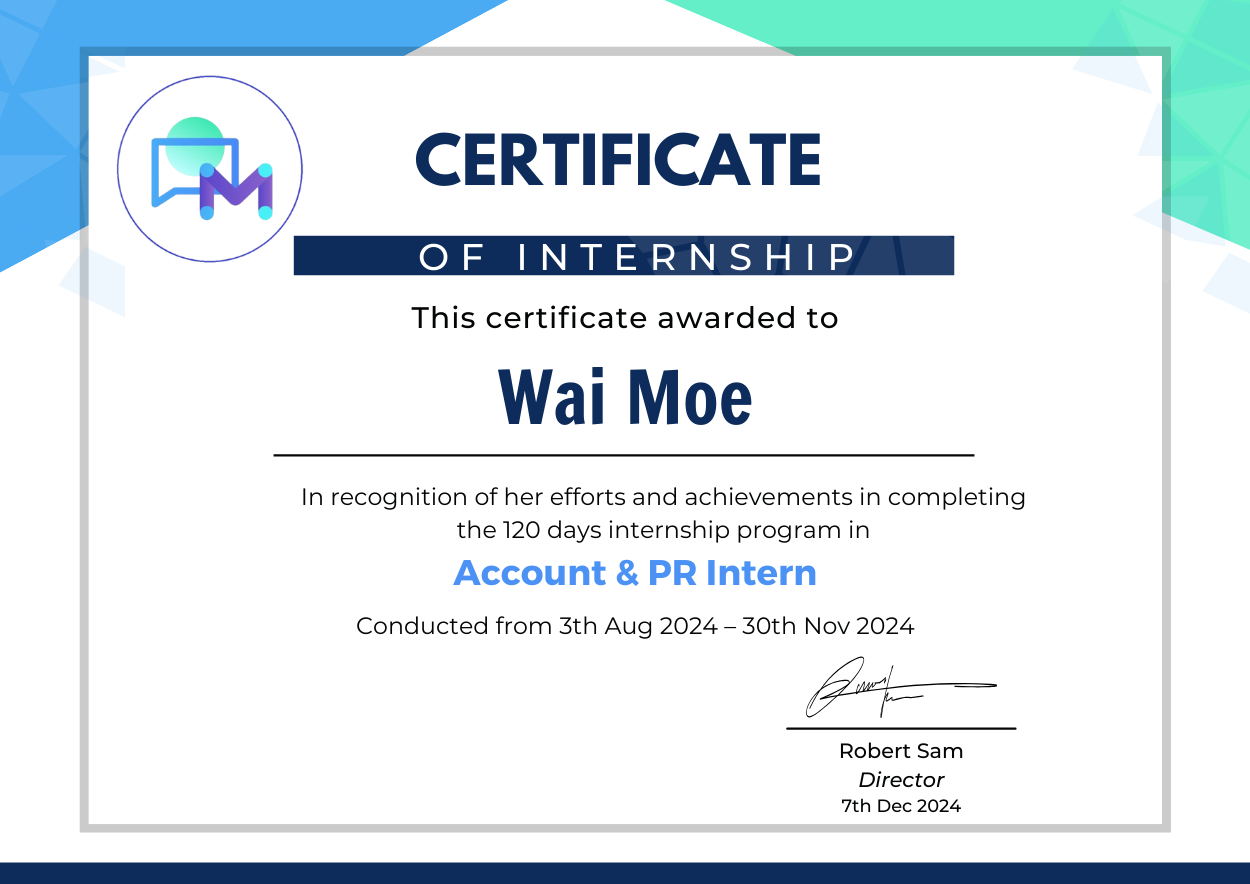 CERTIFICATE
OF INTERNSHIP
This certificate awarded to
Wai Moe
In recognition of her efforts and achievements in completing
the 120 days internship program in
Account & PR Intern
Conducted from 3th Aug 2024 – 30th Nov 2024
Robert Sam
Director
7th Dec 2024